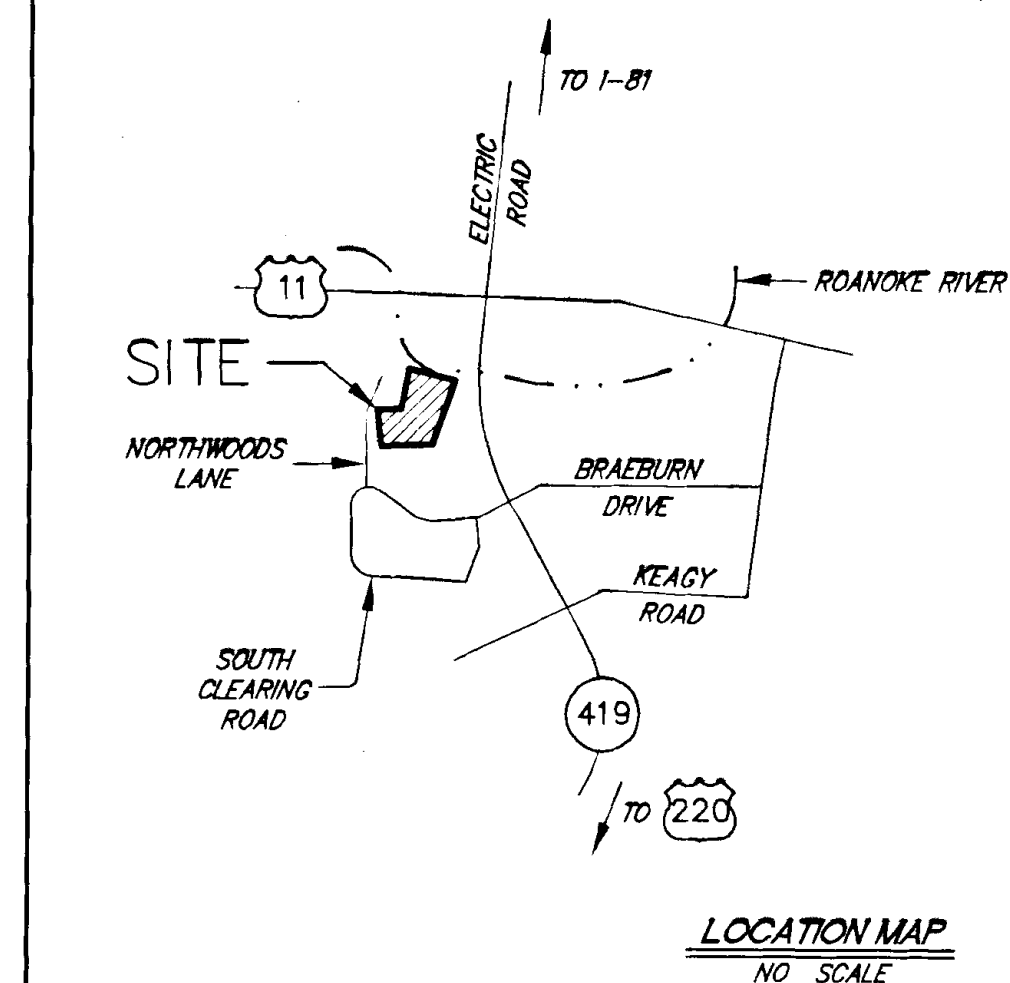 TO I-81
ELECTRIC
ROAD
11
ROANOKE RIVER
SITE
NORTHWOODS
LANE
BRAEBURN
DRIVE
KEAGY
ROAD
SOUTH
CLEARING
ROAD
419
TO 220
LOCATION MAP
NO SCALE